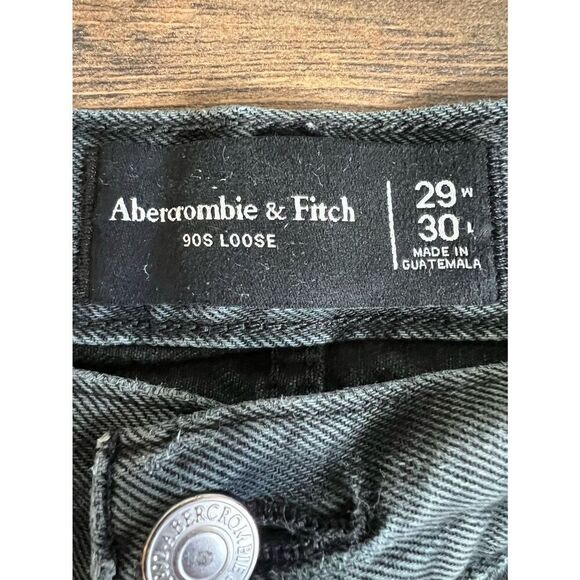 Abercrombie & Fitch
90S LOOSE
29 W
30 L
MADE IN
GUATEMALA
ABERCROMBIE